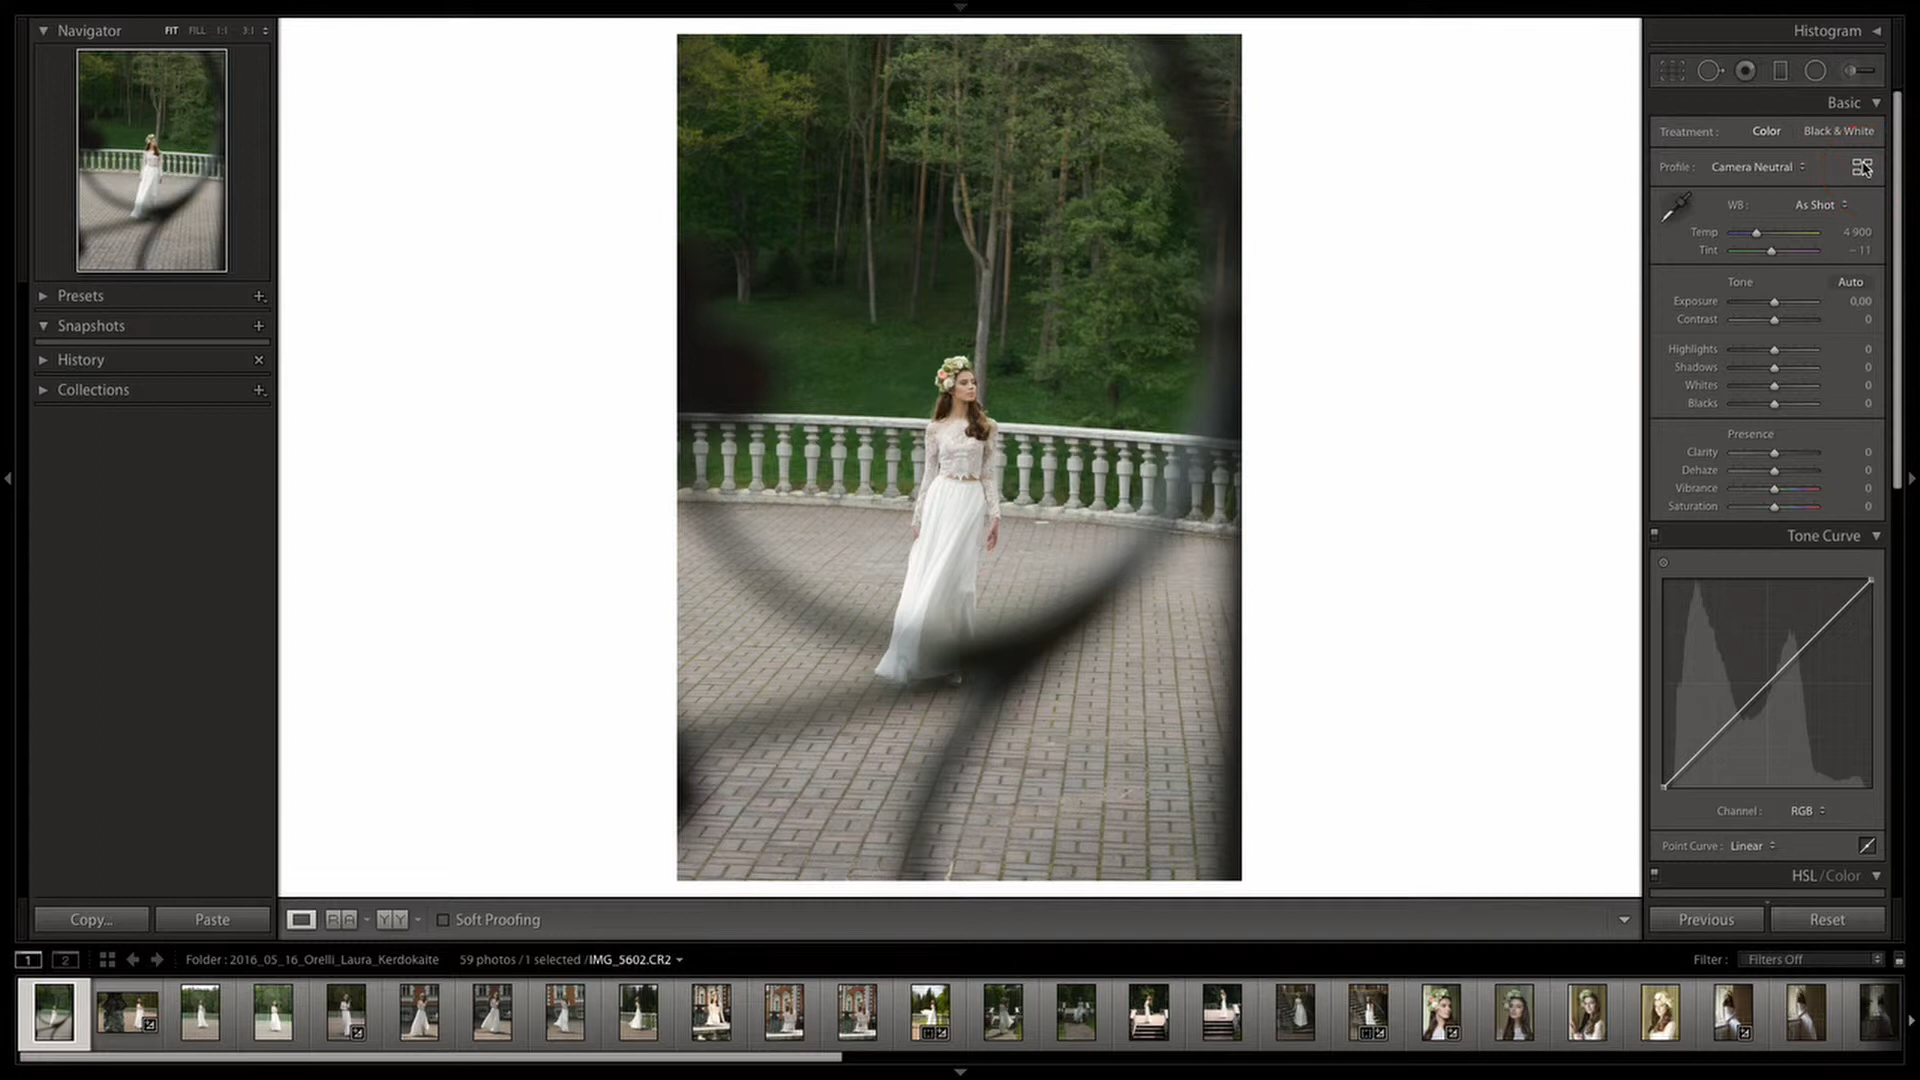 Navigator FIT FILL 1:1 3:1
Presets
Snapshots
History
Collections
Copy... Paste
Soft Proofing
Histogram
Basic
Treatment : Color Black & White
Profile : Camera Neutral
WB : As Shot
Temp 4 900
Tint – 11
Tone Auto
Exposure 0,00
Contrast 0
Highlights 0
Shadows 0
Whites 0
Blacks 0
Presence
Clarity 0
Dehaze 0
Vibrance 0
Saturation 0
Tone Curve
Channel : RGB
Point Curve : Linear
HSL / Color
Previous Reset
1 2 Folder : 2016_05_16_Orelli_Laura_Kerdokaite 59 photos / 1 selected / IMG_5602.CR2 Filter : Filters Off